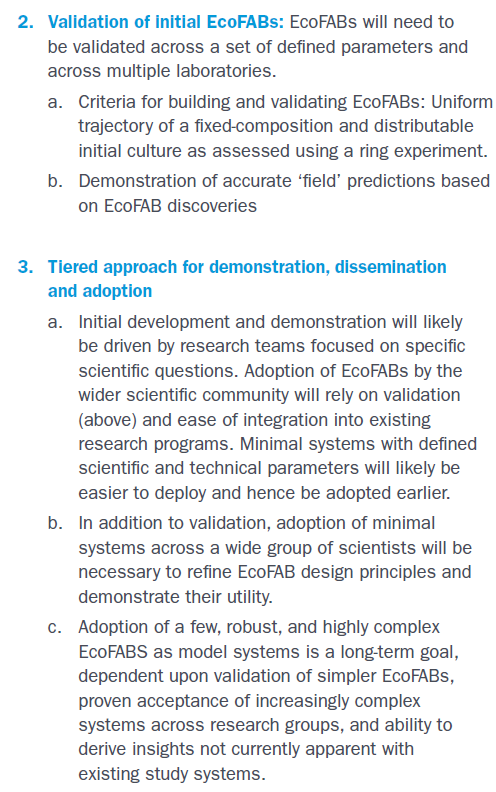 2. Validation of initial EcoFABs: EcoFABs will need to
be validated across a set of defined parameters and
across multiple laboratories.
a. Criteria for building and validating EcoFABs: Uniform
trajectory of a fixed-composition and distributable
initial culture as assessed using a ring experiment.
b. Demonstration of accurate ‘field’ predictions based
on EcoFAB discoveries
3. Tiered approach for demonstration, dissemination
and adoption
a. Initial development and demonstration will likely
be driven by research teams focused on specific
scientific questions. Adoption of EcoFABs by the
wider scientific community will rely on validation
(above) and ease of integration into existing
research programs. Minimal systems with defined
scientific and technical parameters will likely be
easier to deploy and hence be adopted earlier.
b. In addition to validation, adoption of minimal
systems across a wide group of scientists will be
necessary to refine EcoFAB design principles and
demonstrate their utility.
c. Adoption of a few, robust, and highly complex
EcoFABS as model systems is a long-term goal,
dependent upon validation of simpler EcoFABs,
proven acceptance of increasingly complex
systems across research groups, and ability to
derive insights not currently apparent with
existing study systems.